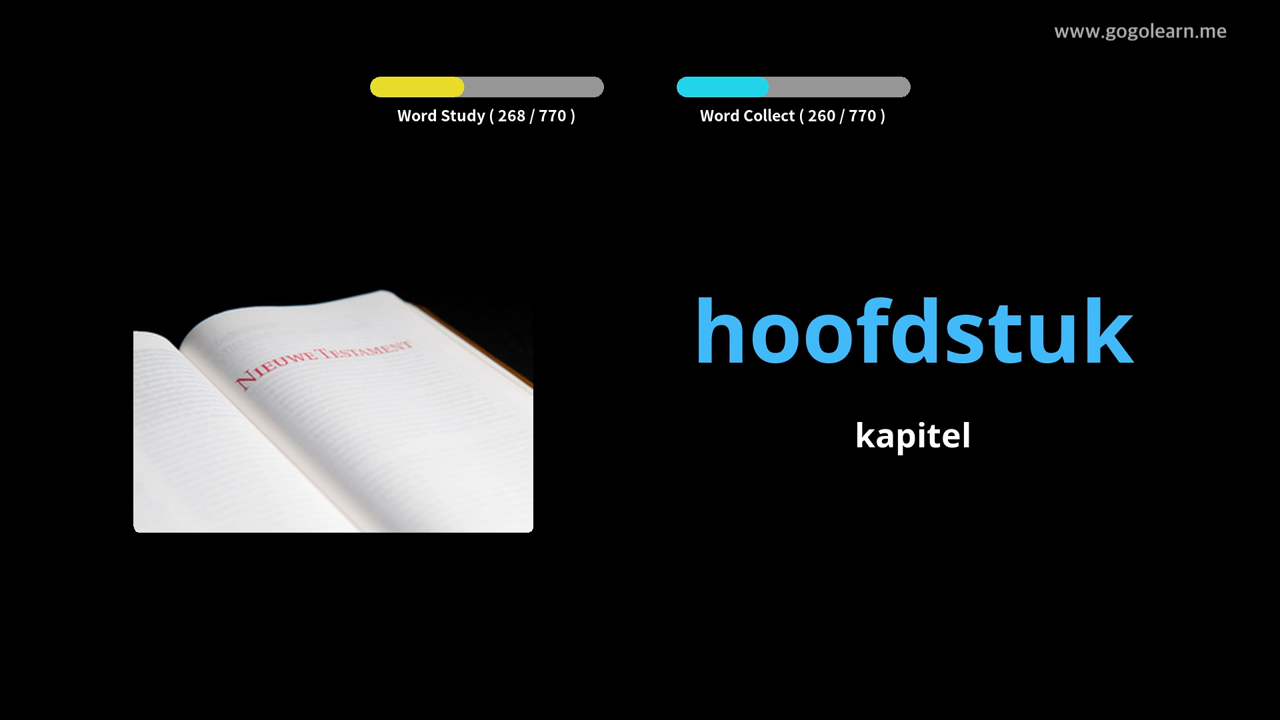 www.gogolearn.me
Word Study ( 268 / 770 )
Word Collect ( 260 / 770 )
NIEUWE TESTAMENT
hoofdstuk
kapitel